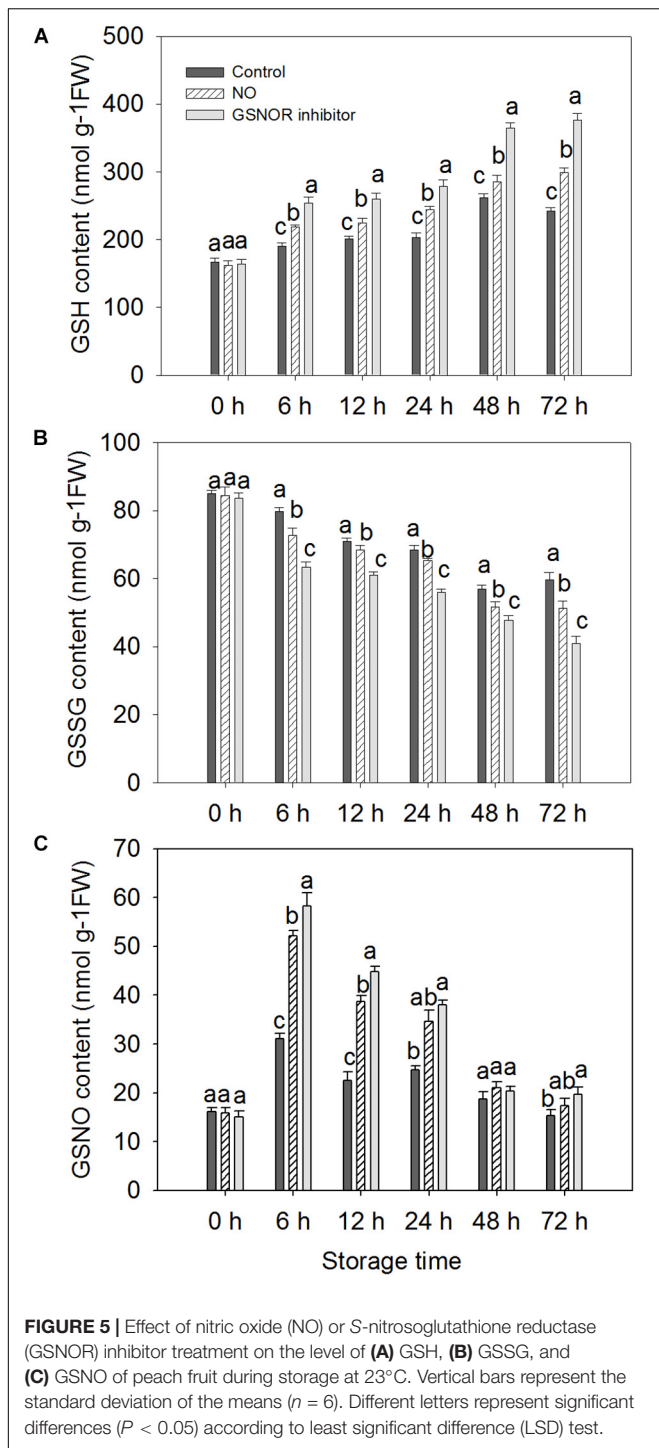 A
500
400
300
200
100
0
GSH content (nmol g-1FW)
Control
NO
GSNOR inhibitor
a a a
c b a
c b a
c b a
c b a
c b a
0 h 6 h 12 h 24 h 48 h 72 h
B
100
80
60
40
20
0
GSSG content (nmol g-1FW)
a a a
a b c
a b c
a b c
a b c
a b c
0 h 6 h 12 h 24 h 48 h 72 h
C
70
60
50
40
30
20
10
0
GSNO content (nmol g-1FW)
a a a
c b a
c b a
b ab a
a a a
b ab a
0 h 6 h 12 h 24 h 48 h 72 h
Storage time
FIGURE 5 | Effect of nitric oxide (NO) or S-nitrosoglutathione reductase
(GSNOR) inhibitor treatment on the level of (A) GSH, (B) GSSG, and
(C) GSNO of peach fruit during storage at 23°C. Vertical bars represent the
standard deviation of the means (n = 6). Different letters represent significant
differences (P < 0.05) according to least significant difference (LSD) test.